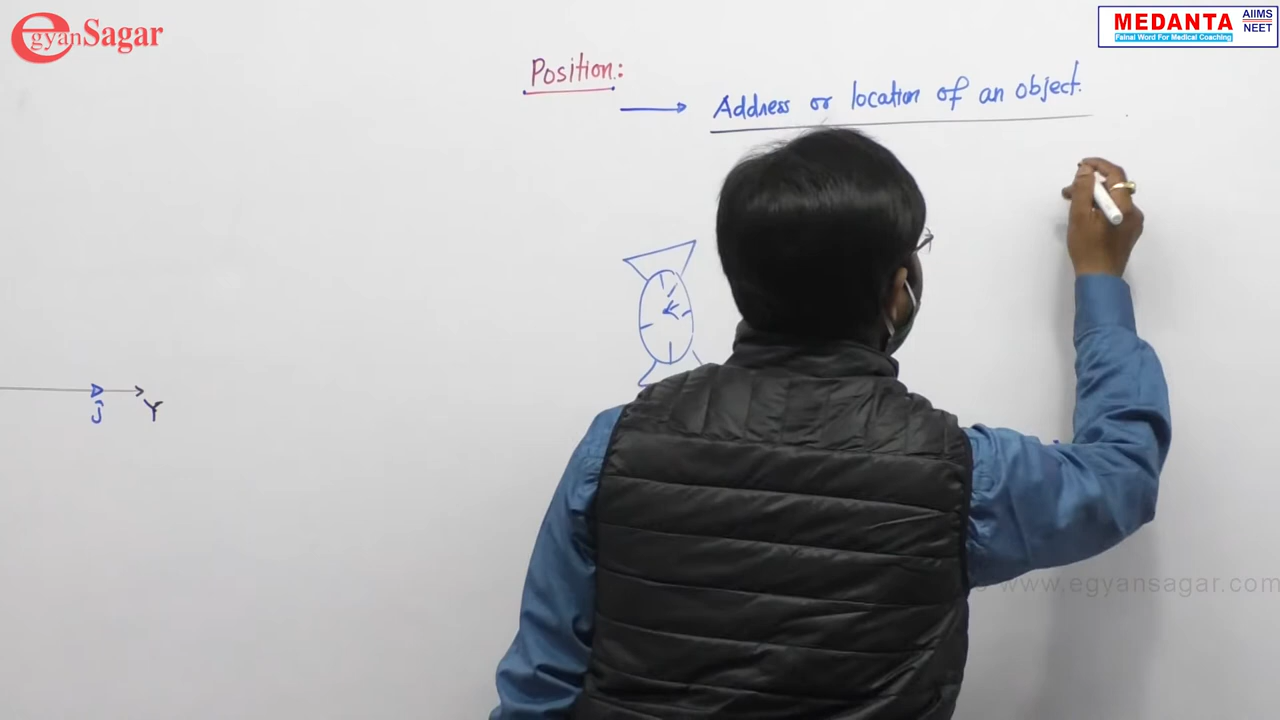 egyanSagar
MEDANTA AIIMS NEET
Fainal Word For Medical Coaching
Position:
Address or location of an object.
ĵ
Y
www.egyansagar.com